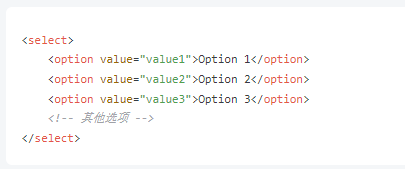 <select>
    <option value="value1">Option 1</option>
    <option value="value2">Option 2</option>
    <option value="value3">Option 3</option>
    <!-- 其他选项 -->
</select>